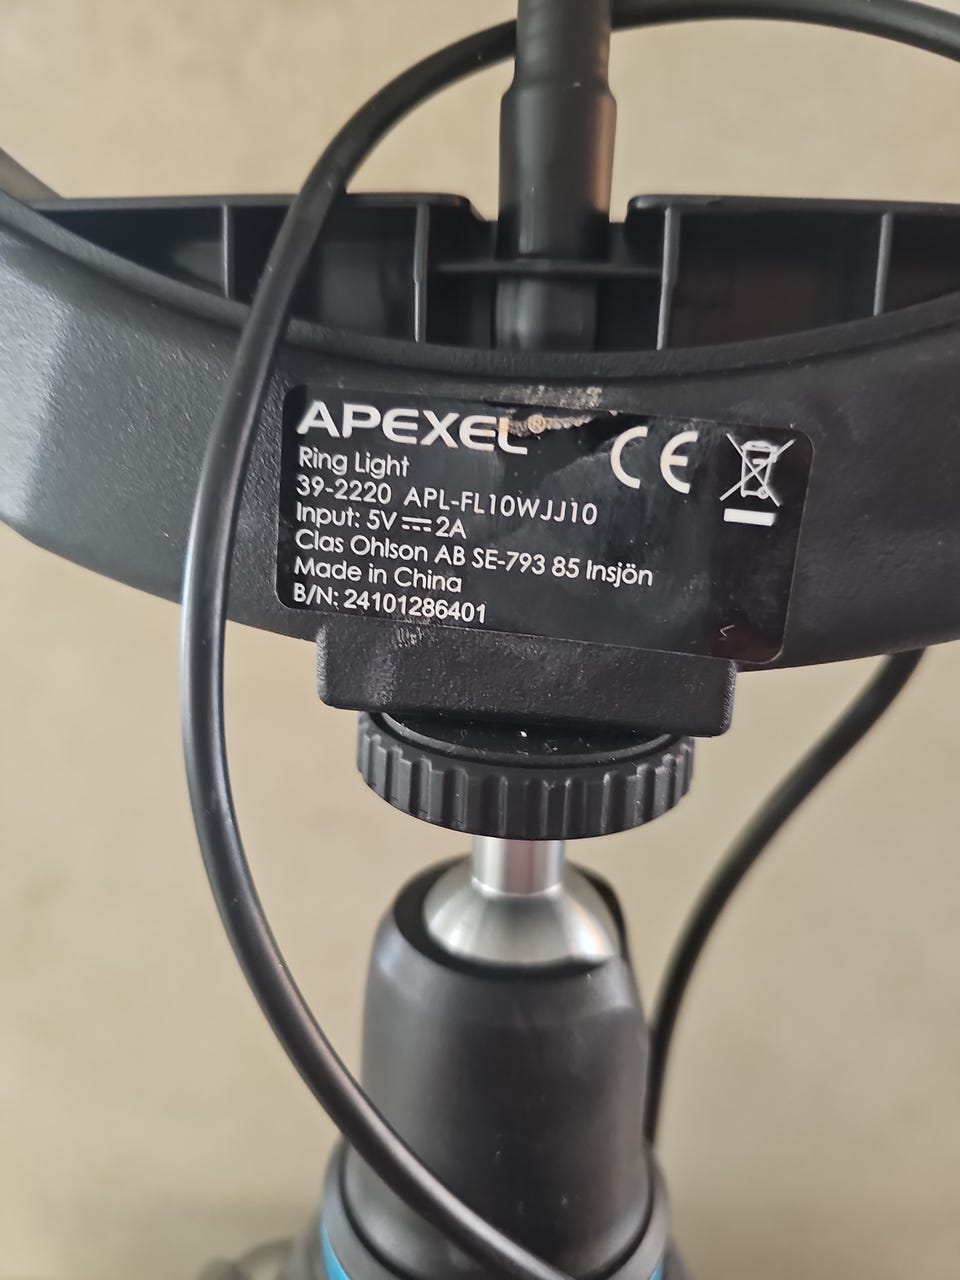 APEXEL®
CE
Ring Light
39-2220 APL-FL10WJJ10
Input: 5V⎓2A
Clas Ohlson AB SE-793 85 Insjön
Made in China
B/N: 24101286401